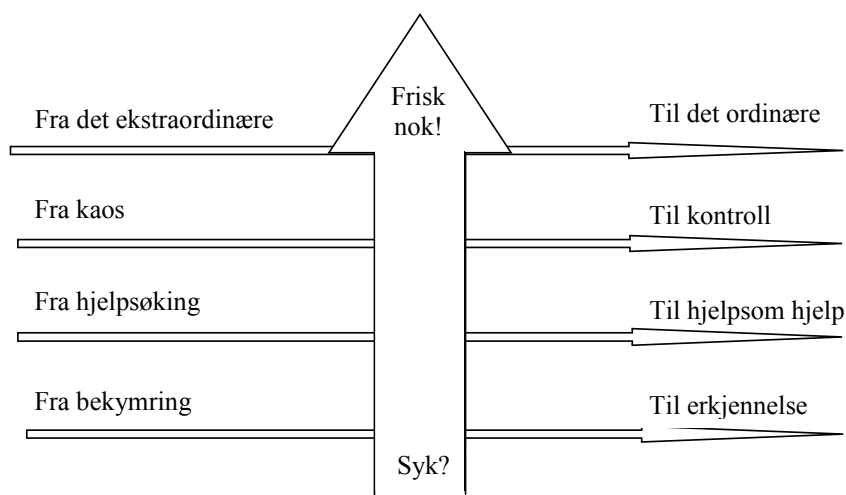 Frisk
nok!
Fra det ekstraordinære
Til det ordinære
Fra kaos
Til kontroll
Fra hjelpsøking
Til hjelpsom hjelp
Fra bekymring
Til erkjennelse
Syk?